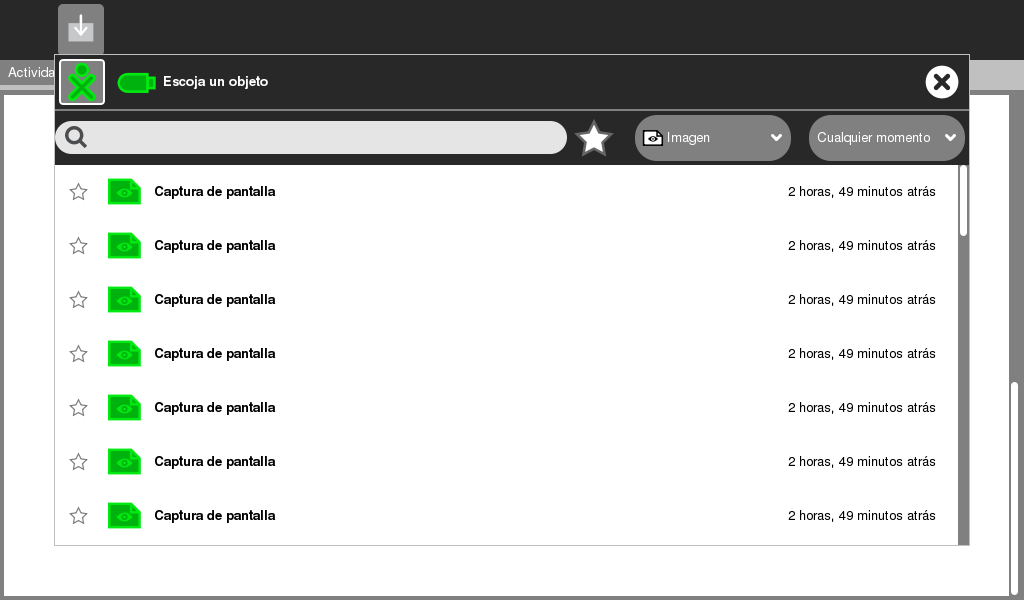 Activida
Escoja un objeto
Imagen
Cualquier momento
Captura de pantalla 2 horas, 49 minutos atrás
Captura de pantalla 2 horas, 49 minutos atrás
Captura de pantalla 2 horas, 49 minutos atrás
Captura de pantalla 2 horas, 49 minutos atrás
Captura de pantalla 2 horas, 49 minutos atrás
Captura de pantalla 2 horas, 49 minutos atrás
Captura de pantalla 2 horas, 49 minutos atrás